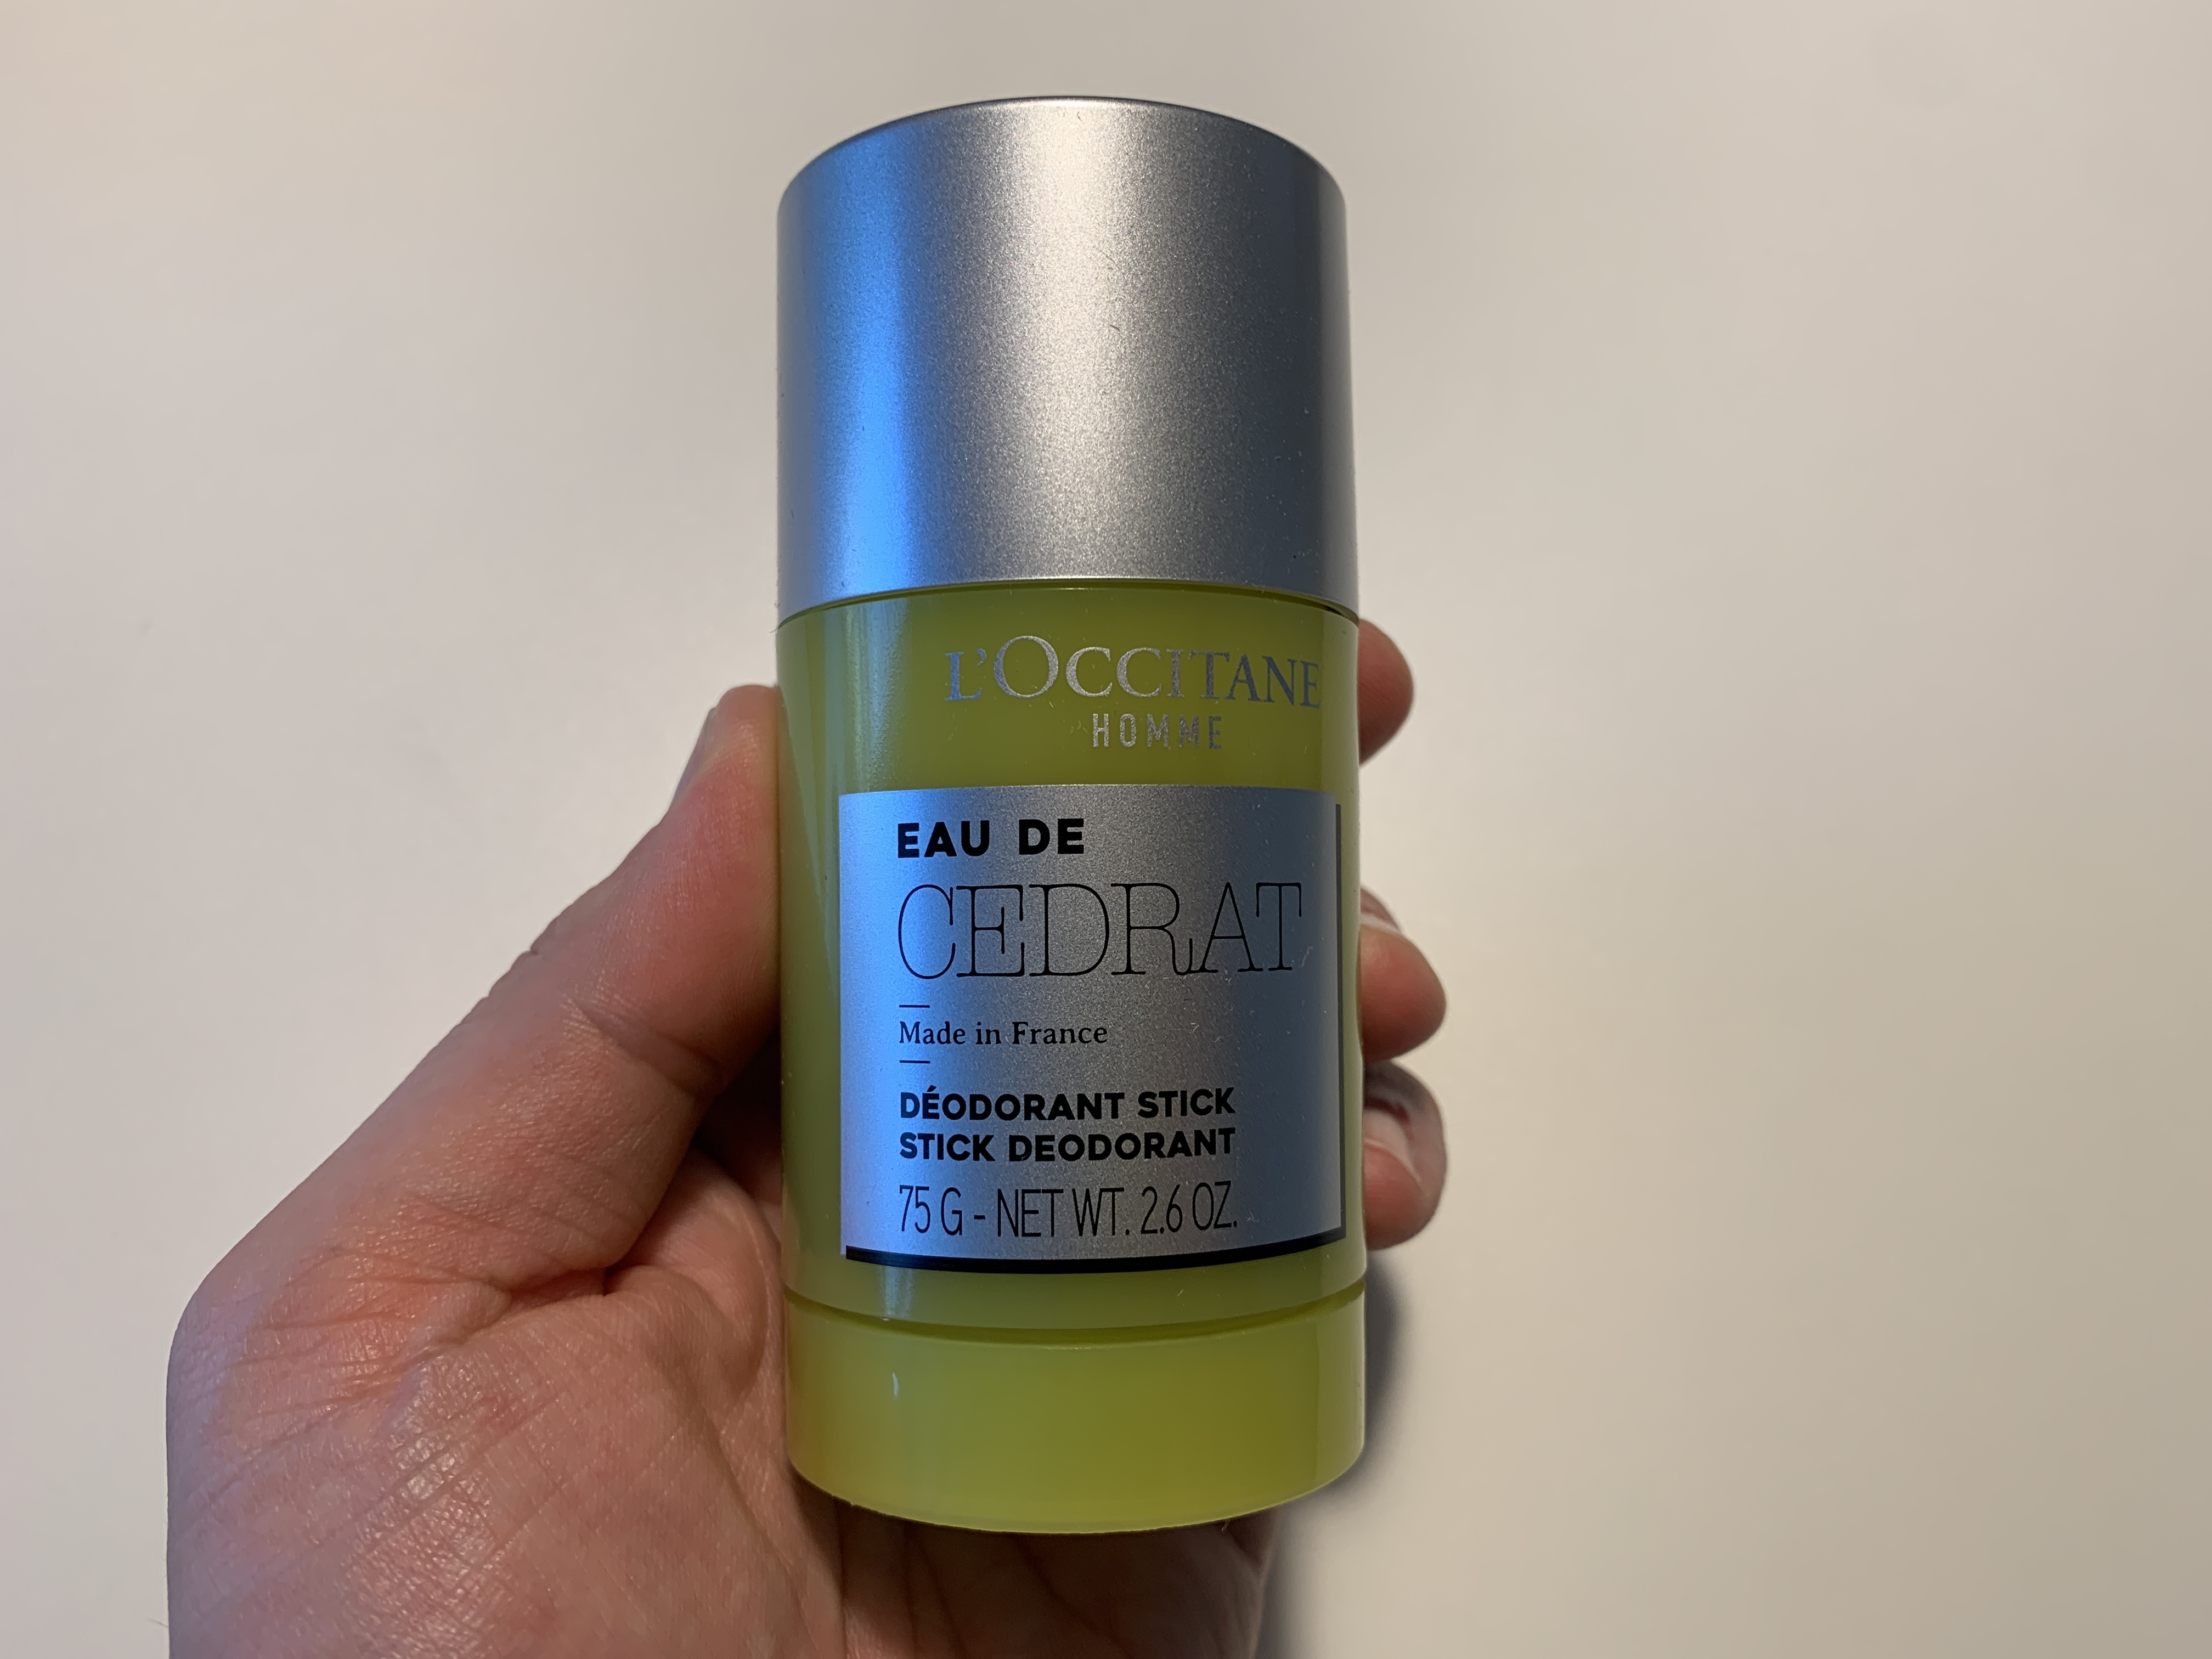 L'OCCITANE
HOMME
EAU DE
CEDRAT
Made in France
DÉODORANT STICK
STICK DEODORANT
75 G - NET WT. 2.6 OZ.